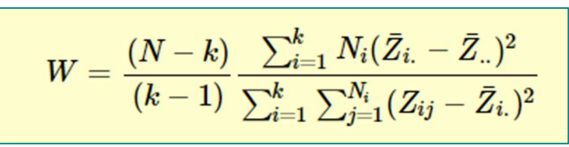 W = \frac{(N-k)}{(k-1)} \frac{\sum_{i=1}^{k} N_i(\bar{Z}_{i.} - \bar{Z}_{..})^2}{\sum_{i=1}^{k} \sum_{j=1}^{N_i} (Z_{ij} - \bar{Z}_{i.})^2}